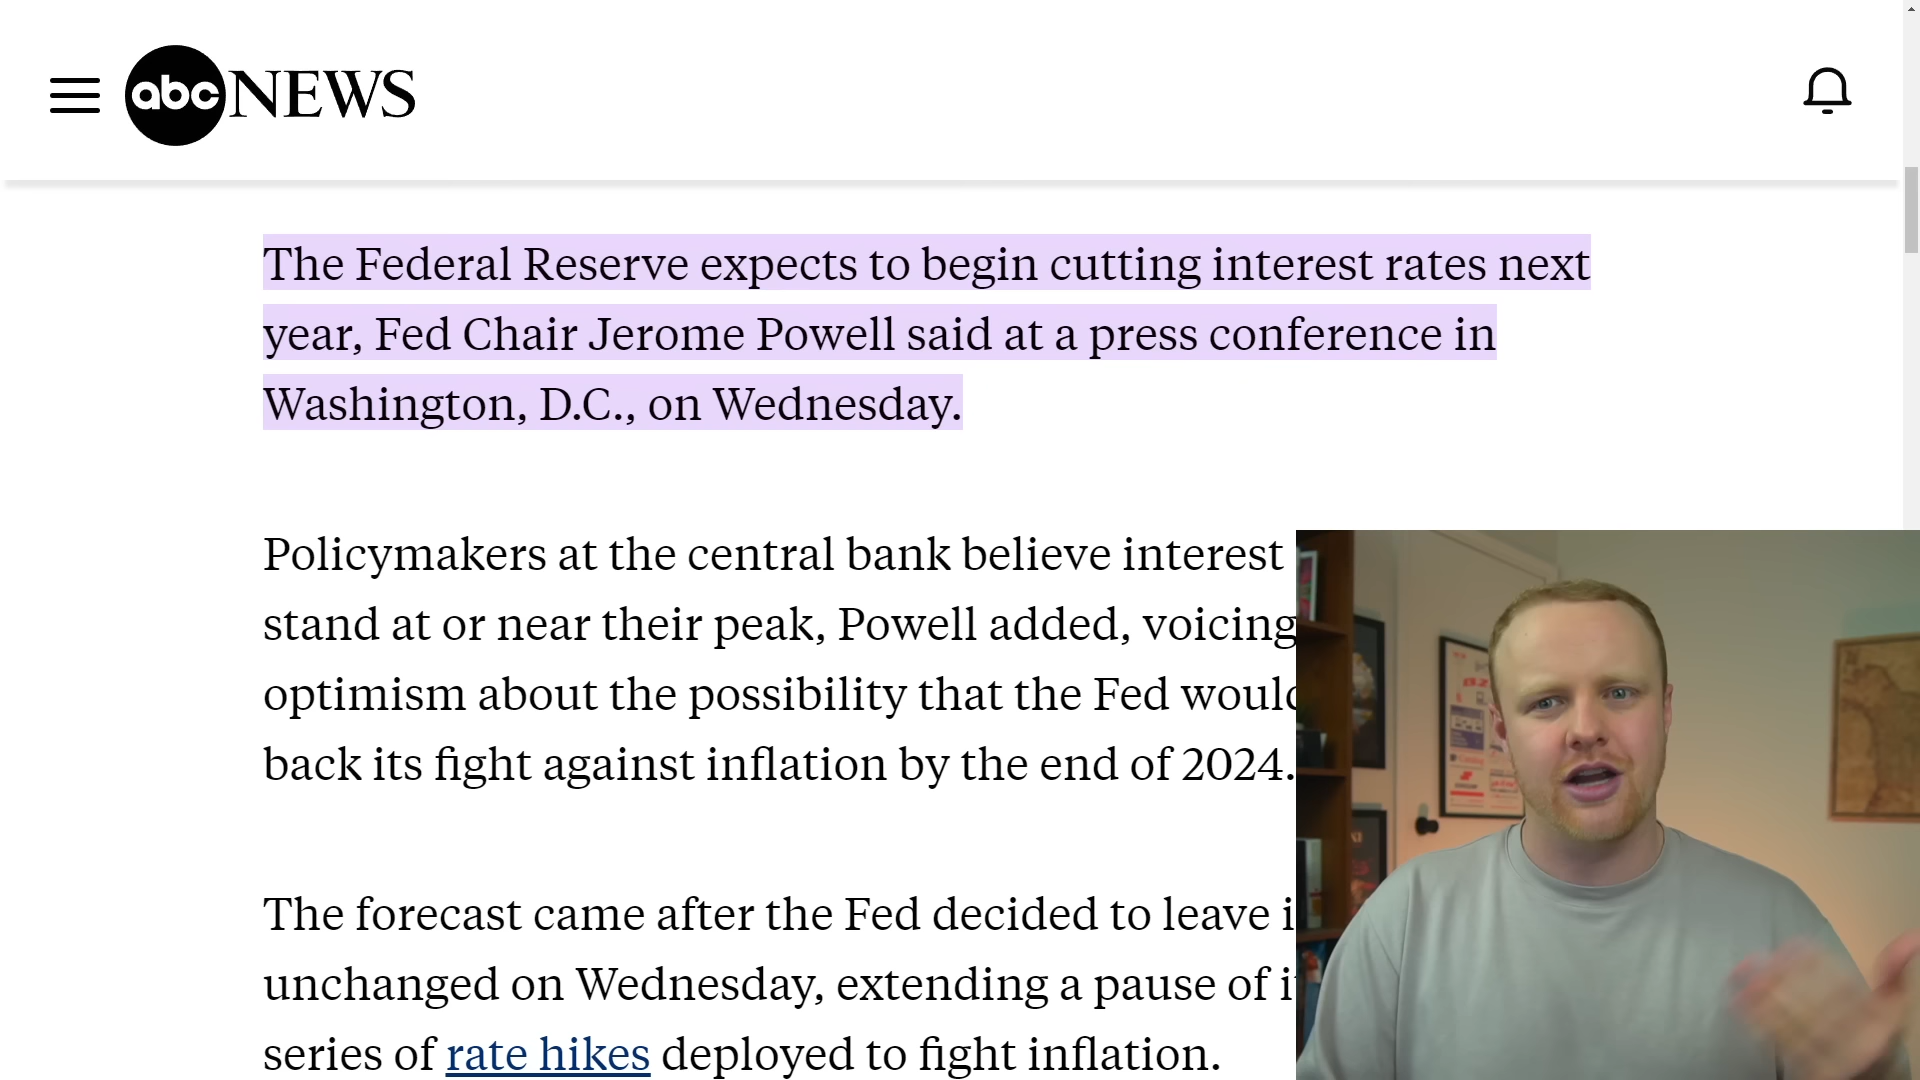 abc NEWS
The Federal Reserve expects to begin cutting interest rates next
year, Fed Chair Jerome Powell said at a press conference in
Washington, D.C., on Wednesday.
Policymakers at the central bank believe interest
stand at or near their peak, Powell added, voicing
optimism about the possibility that the Fed would
back its fight against inflation by the end of 2024.
The forecast came after the Fed decided to leave
unchanged on Wednesday, extending a pause of
series of rate hikes deployed to fight inflation.